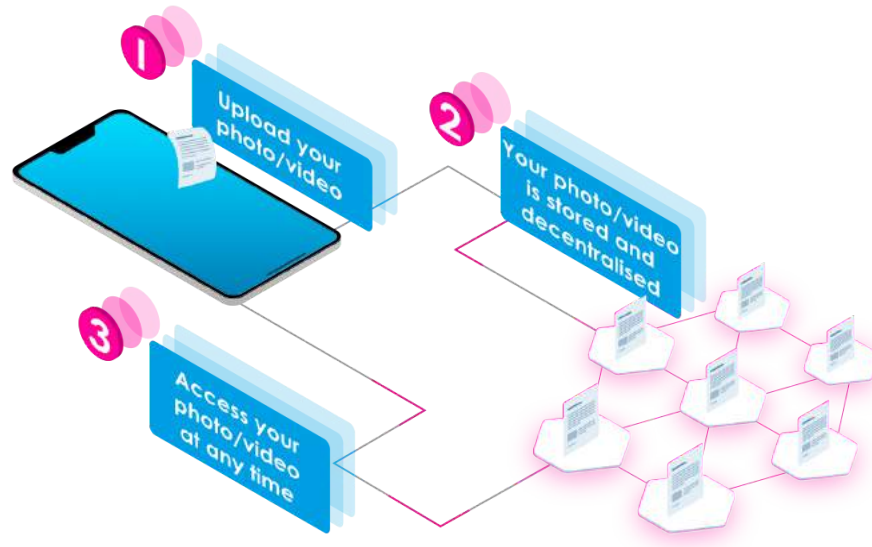 1
Upload your
photo/video
2
Your photo/video
is stored and
decentralised
3
Access your
photo/video
at any time